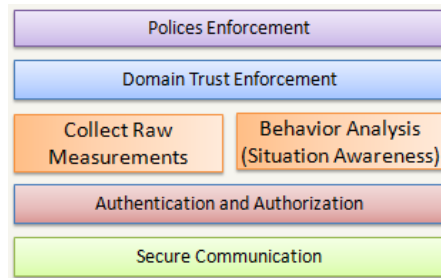 Polices Enforcement
Domain Trust Enforcement
Collect Raw
Measurements
Behavior Analysis
(Situation Awareness)
Authentication and Authorization
Secure Communication